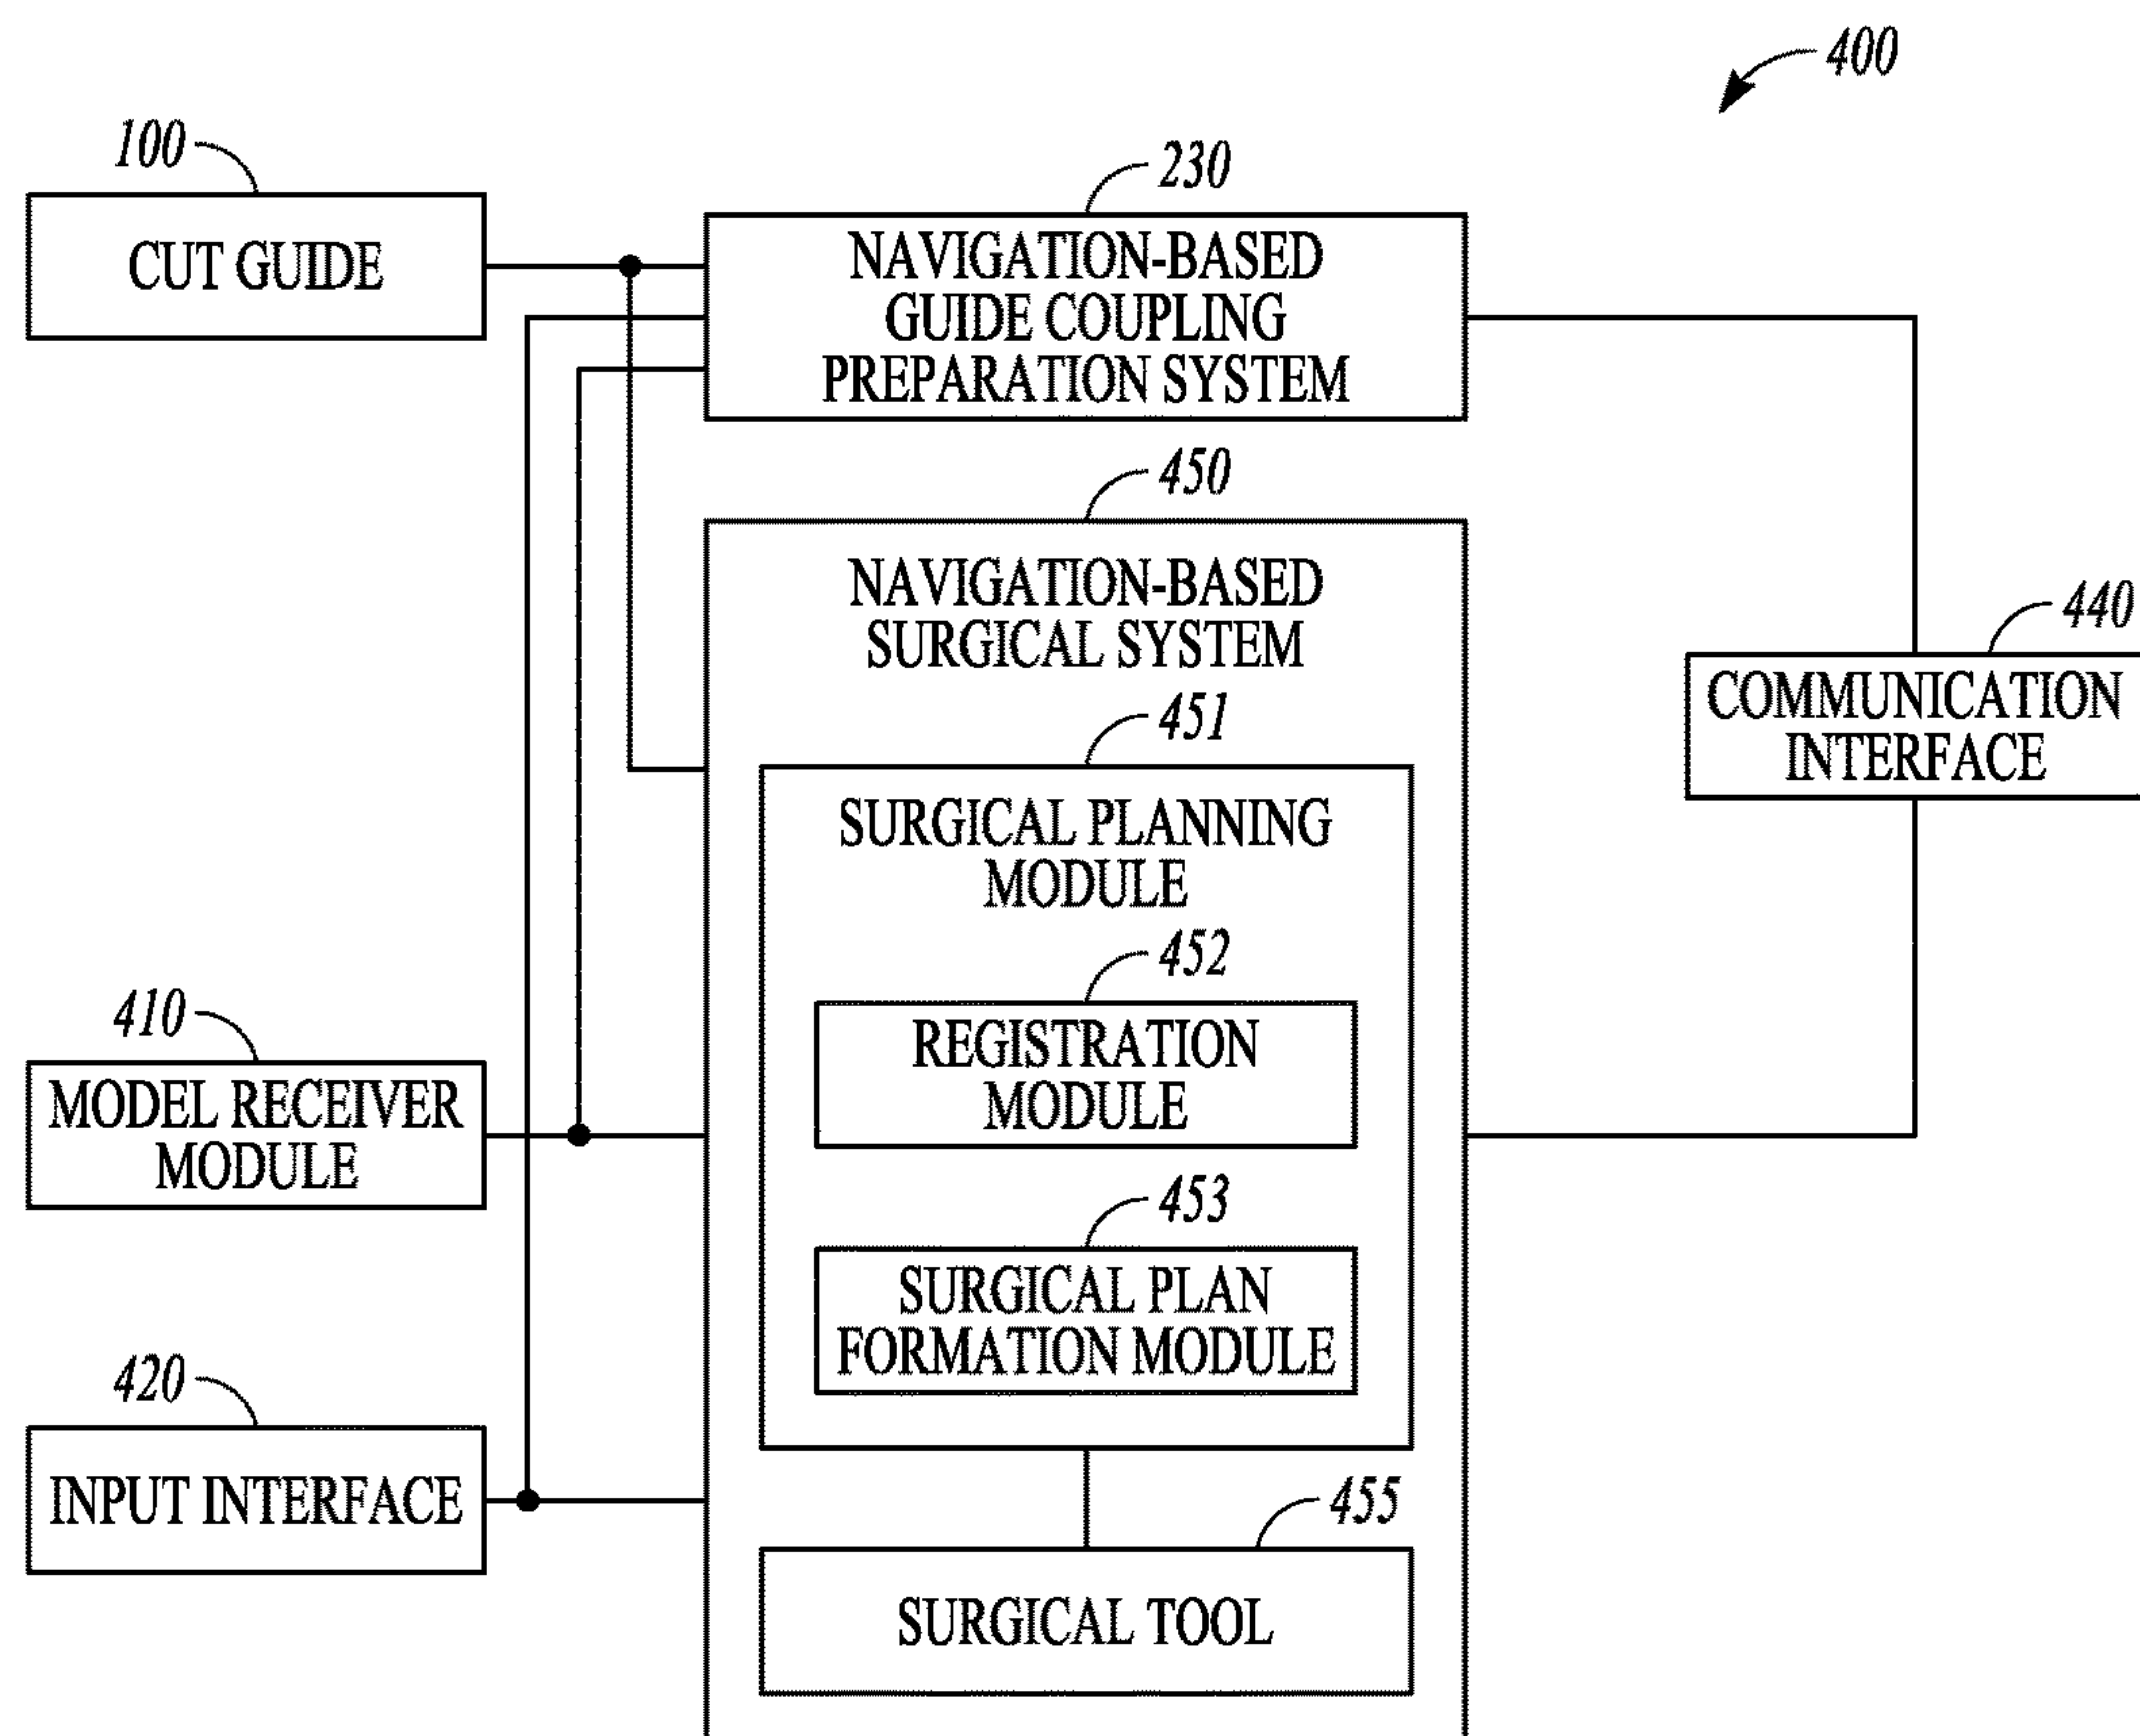 400
100
CUT GUIDE
230
NAVIGATION-BASED
GUIDE COUPLING
PREPARATION SYSTEM
450
NAVIGATION-BASED
SURGICAL SYSTEM
440
COMMUNICATION
INTERFACE
451
SURGICAL PLANNING
MODULE
452
REGISTRATION
MODULE
410
MODEL RECEIVER
MODULE
453
SURGICAL PLAN
FORMATION MODULE
420
INPUT INTERFACE
455
SURGICAL TOOL